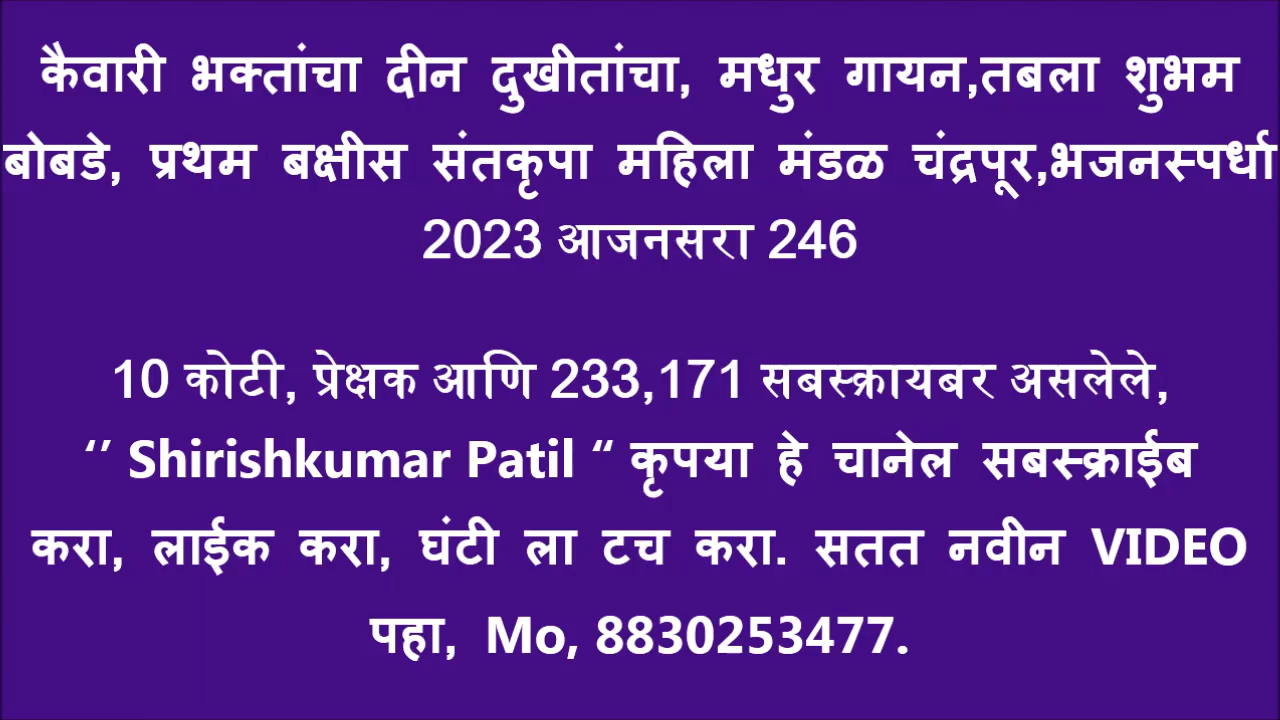 कैवारी भक्तांचा दीन दुखीतांचा, मधुर गायन,तबला शुभम
बोबडे, प्रथम बक्षीस संतकृपा महिला मंडळ चंद्रपूर,भजनस्पर्धा
2023 आजनसरा 246
10 कोटी, प्रेक्षक आणि 233,171 सबस्क्रायबर असलेले,
‘’ Shirishkumar Patil “ कृपया हे चानेल सबस्क्राईब
करा, लाईक करा, घंटी ला टच करा. सतत नवीन VIDEO
पहा, Mo, 8830253477.